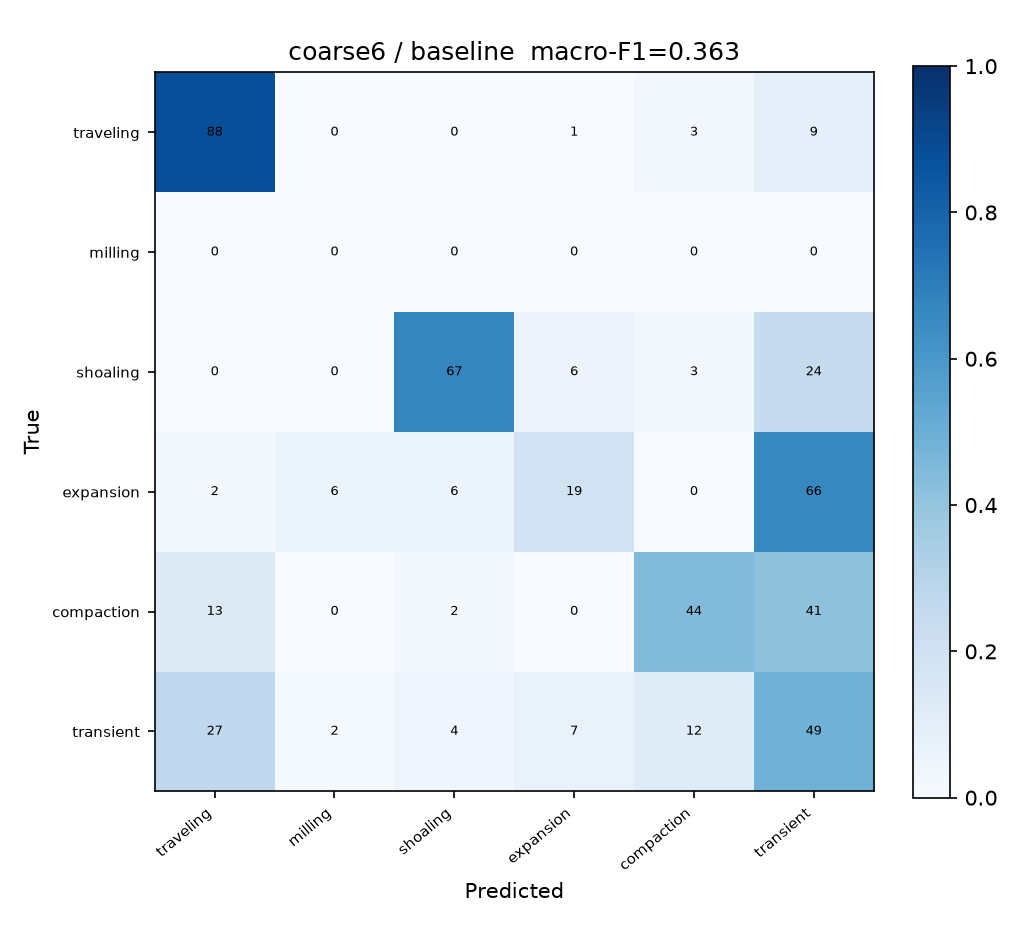 coarse6 / baseline  macro-F1=0.363
traveling 88 0 0 1 3 9
milling 0 0 0 0 0 0
shoaling 0 0 67 6 3 24
expansion 2 6 6 19 0 66
compaction 13 0 2 0 44 41
transient 27 2 4 7 12 49
traveling milling shoaling expansion compaction transient
Predicted
True
1.0
0.8
0.6
0.4
0.2
0.0